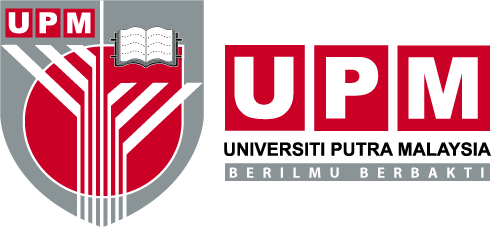 UPM
UPM
UNIVERSITI PUTRA MALAYSIA
BERILMU BERBAKTI